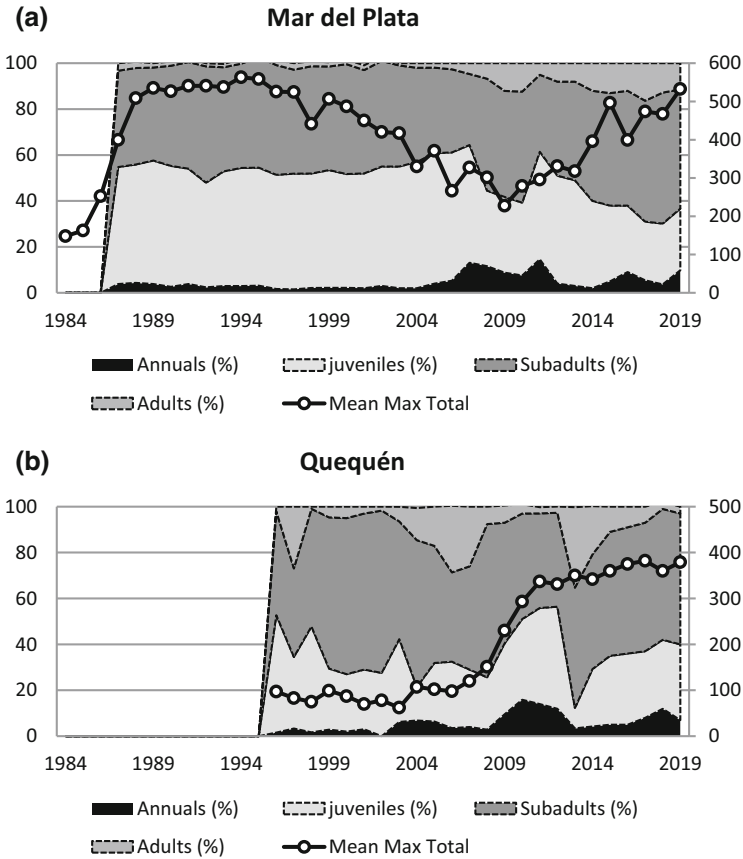 (a) Mar del Plata
100 600
80 500
60 400
300
40
200
20 100
0 0
1984 1989 1994 1999 2004 2009 2014 2019
Annuals (%) juveniles (%) Subadults (%)
Adults (%) Mean Max Total
(b) Quequén
100 500
80 400
60 300
40 200
20 100
0 0
1984 1989 1994 1999 2004 2009 2014 2019
Annuals (%) juveniles (%) Subadults (%)
Adults (%) Mean Max Total